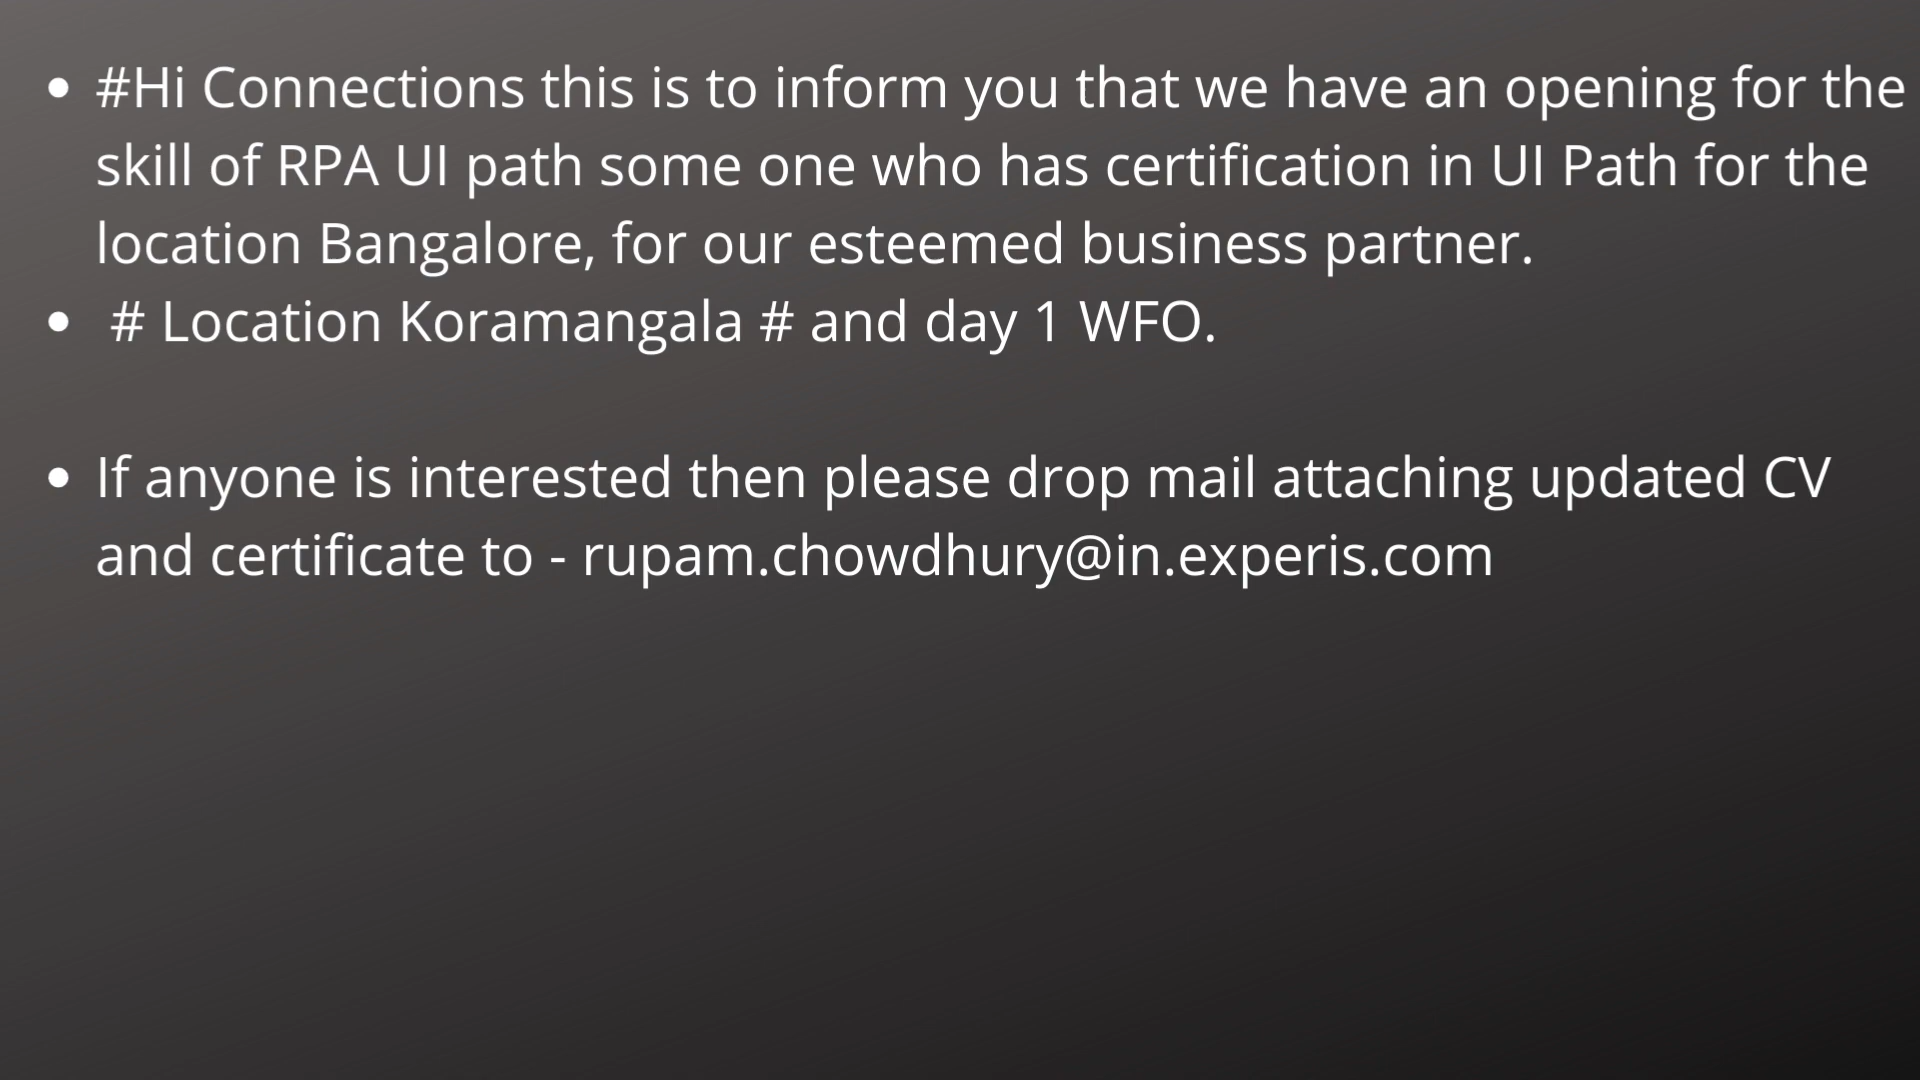 • #Hi Connections this is to inform you that we have an opening for the
skill of RPA UI path some one who has certification in UI Path for the
location Bangalore, for our esteemed business partner.
• # Location Koramangala # and day 1 WFO.
• If anyone is interested then please drop mail attaching updated CV
and certificate to - rupam.chowdhury@in.experis.com